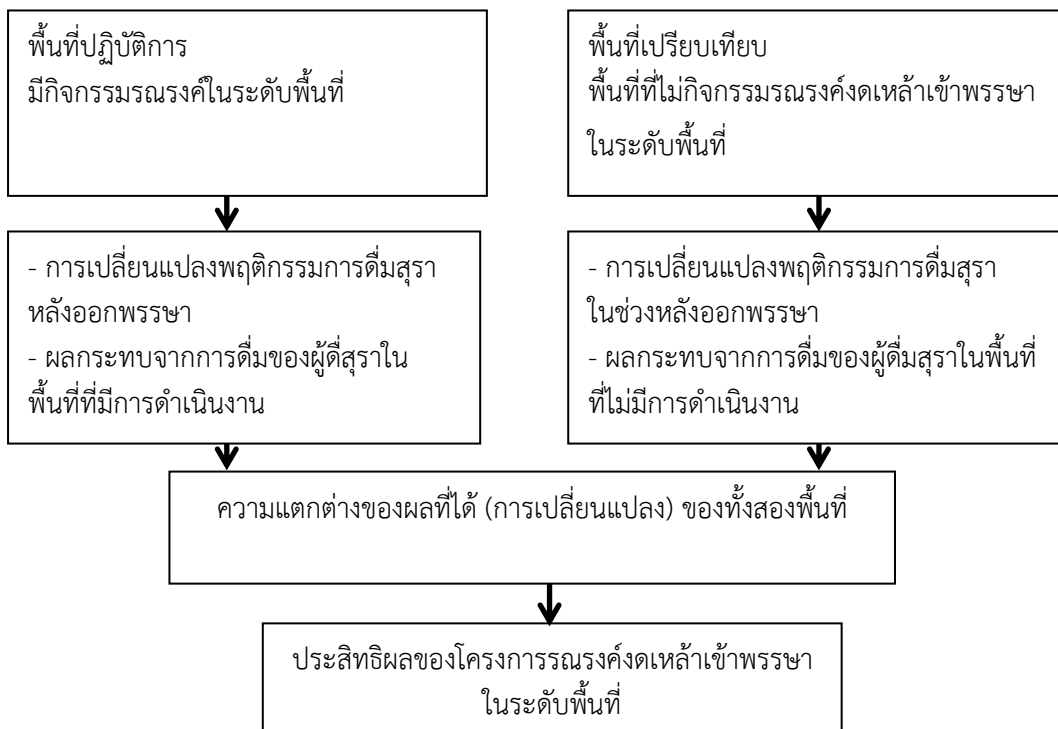 พื้นที่ปฏิบัติการ
มีกิจกรรมรณรงค์ในระดับพื้นที่
พื้นที่เปรียบเทียบ
พื้นที่ที่ไม่กิจกรรมรณรงค์งดเหล้าเข้าพรรษา
ในระดับพื้นที่
- การเปลี่ยนแปลงพฤติกรรมการดื่มสุรา
หลังออกพรรษา
- ผลกระทบจากการดื่มของผู้ดื่สุราใน
พื้นที่ที่มีการดำเนินงาน
- การเปลี่ยนแปลงพฤติกรรมการดื่มสุรา
ในช่วงหลังออกพรรษา
- ผลกระทบจากการดื่มของผู้ดื่มสุราในพื้นที่
ที่ไม่มีการดำเนินงาน
ความแตกต่างของผลที่ได้ (การเปลี่ยนแปลง) ของทั้งสองพื้นที่
ประสิทธิผลของโครงการรณรงค์งดเหล้าเข้าพรรษา
ในระดับพื้นที่